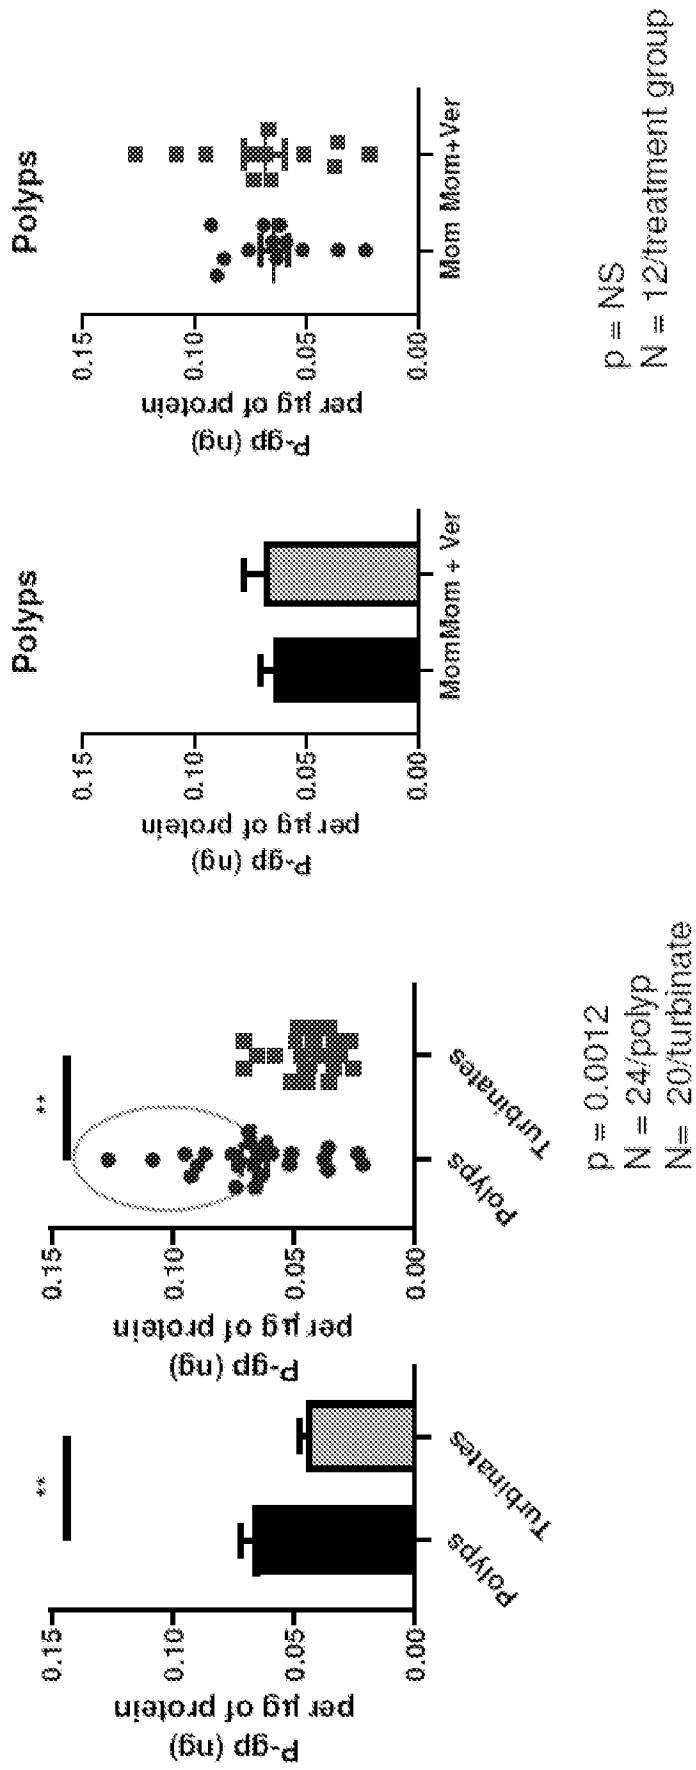 **
0.15
0.10
0.05
0.00
P-gp (ng)
per µg of protein
Polyps
Turbinates
**
0.15
0.10
0.05
0.00
P-gp (ng)
per µg of protein
Polyps
Turbinates
p = 0.0012
N = 24/polyp
N= 20/turbinate
Polyps
0.15
0.10
0.05
0.00
P-gp (ng)
per µg of protein
MomMom + Ver
Polyps
0.15
0.10
0.05
0.00
P-gp (ng)
per µg of protein
Mom Mom+Ver
p = NS
N = 12/treatment group